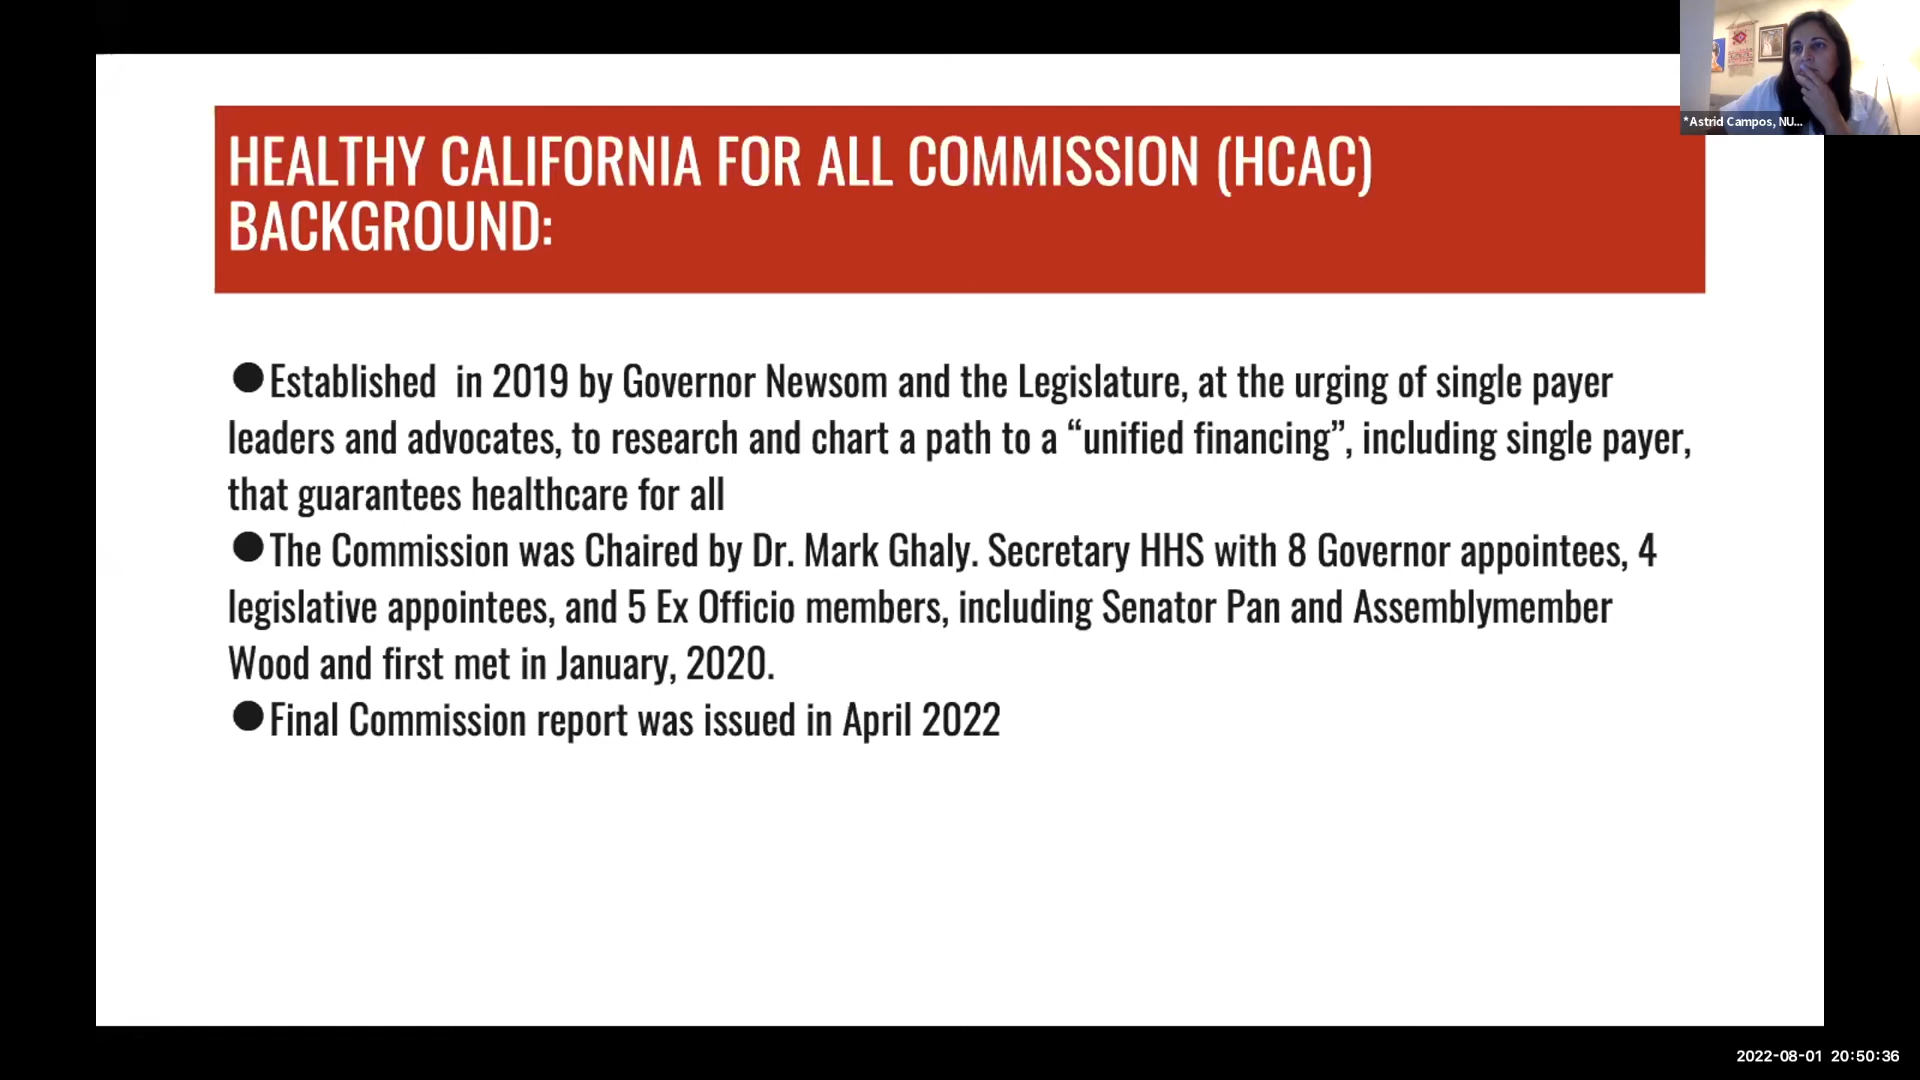 *Astrid Campos, NU...
HEALTHY CALIFORNIA FOR ALL COMMISSION (HCAC)
BACKGROUND:
●Established  in 2019 by Governor Newsom and the Legislature, at the urging of single payer
leaders and advocates, to research and chart a path to a “unified financing”, including single payer,
that guarantees healthcare for all
●The Commission was Chaired by Dr. Mark Ghaly. Secretary HHS with 8 Governor appointees, 4
legislative appointees, and 5 Ex Officio members, including Senator Pan and Assemblymember
Wood and first met in January, 2020.
●Final Commission report was issued in April 2022
2022-08-01 20:50:36